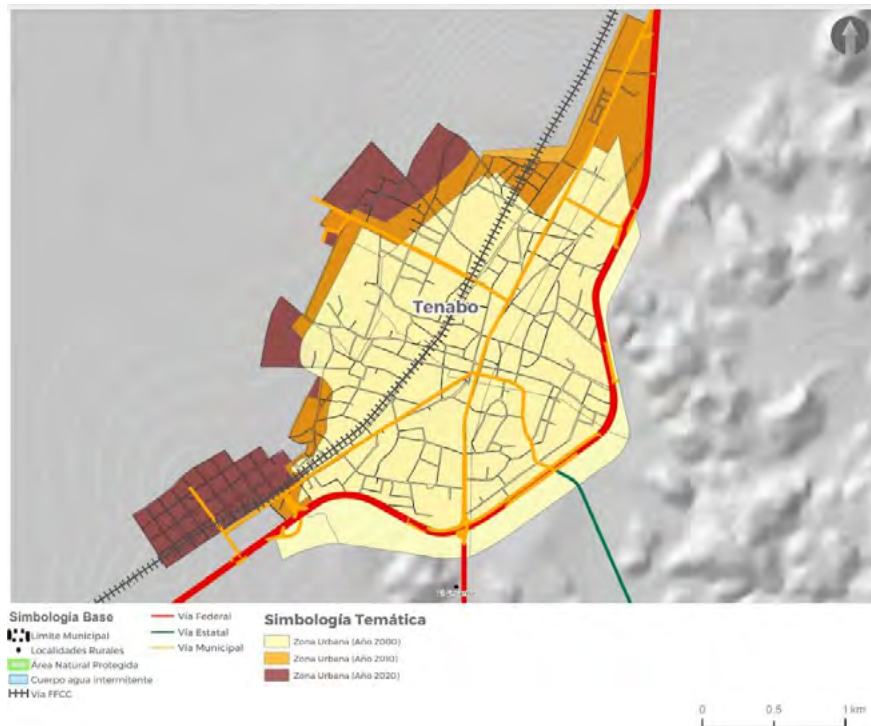 Tenabo
Simbología Base
Límite Municipal
Localidades Rurales
Área Natural Protegida
Cuerpo agua intermitente
Vía FFCC
Vía Federal
Vía Estatal
Vía Municipal
Simbología Temática
Zona Urbana (Año 2000)
Zona Urbana (Año 2010)
Zona Urbana (Año 2020)
0 0.5 1 km